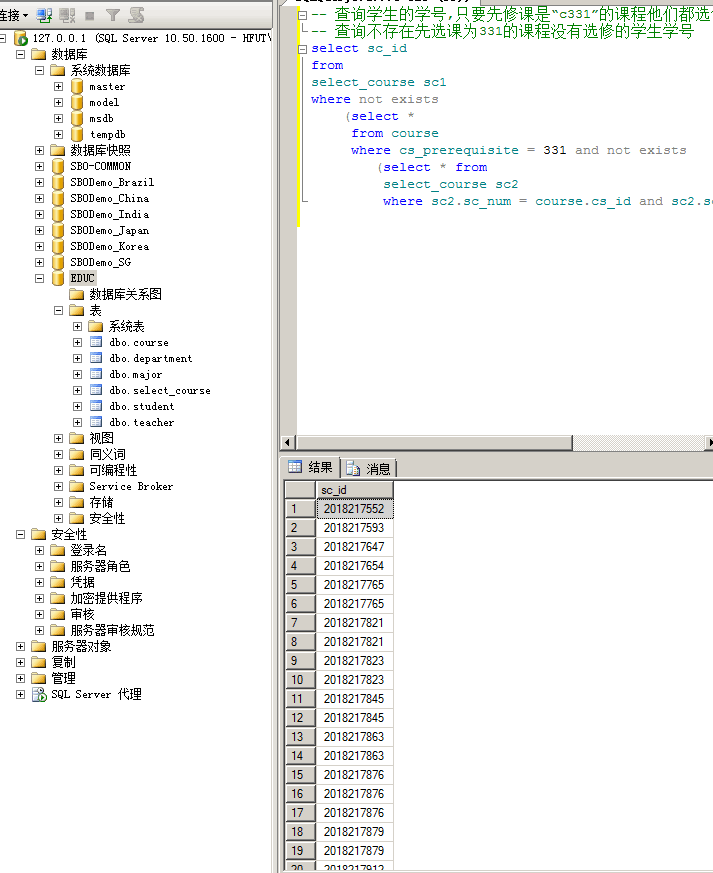 连接
127.0.0.1 (SQL Server 10.50.1600 - HFUT\
数据库
系统数据库
master
model
msdb
tempdb
数据库快照
SBO-COMMON
SBODemo_Brazil
SBODemo_China
SBODemo_India
SBODemo_Japan
SBODemo_Korea
SBODemo_SG
EDUC
数据库关系图
表
系统表
dbo.course
dbo.department
dbo.major
dbo.select_course
dbo.student
dbo.teacher
视图
同义词
可编程性
Service Broker
存储
安全性
安全性
登录名
服务器角色
凭据
加密提供程序
审核
服务器审核规范
服务器对象
复制
管理
SQL Server 代理
-- 查询学生的学号,只要先修课是“c331”的课程他们都选
-- 查询不存在先选课为331的课程没有选修的学生学号
select sc_id
from
select_course sc1
where not exists
(select *
from course
where cs_prerequisite = 331 and not exists
(select * from
select_course sc2
where sc2.sc_num = course.cs_id and sc2.s
结果 消息
sc_id
1 2018217552
2 2018217593
3 2018217647
4 2018217654
5 2018217765
6 2018217765
7 2018217821
8 2018217821
9 2018217823
10 2018217823
11 2018217845
12 2018217845
13 2018217863
14 2018217863
15 2018217876
16 2018217876
17 2018217876
18 2018217879
19 2018217879
20 2018217912